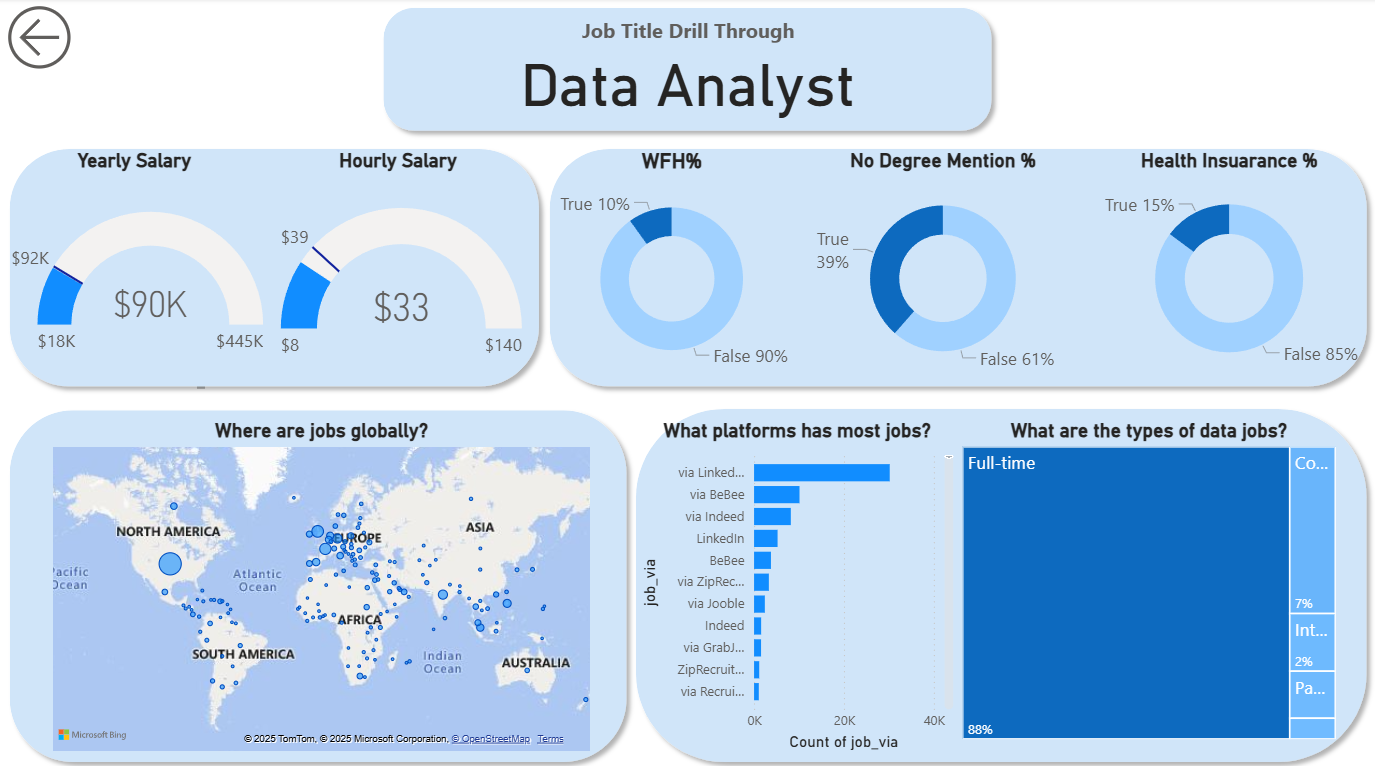 Job Title Drill Through
Data Analyst
Yearly Salary
$92K
$90K
$18K
$445K
Hourly Salary
$39
$33
$8
$140
WFH%
True 10%
False 90%
No Degree Mention %
True
39%
False 61%
Health Insuarance %
True 15%
False 85%
Where are jobs globally?
NORTH AMERICA
EUROPE
ASIA
Pacific
Ocean
Atlantic
Ocean
AFRICA
SOUTH AMERICA
Indian
Ocean
AUSTRALIA
Microsoft Bing
© 2025 TomTom, © 2025 Microsoft Corporation, © OpenStreetMap Terms
What platforms has most jobs?
job_via
via Linked...
via BeBee
via Indeed
LinkedIn
BeBee
via ZipRec...
via Jooble
Indeed
via GrabJ...
ZipRecruit...
via Recrui...
0K
20K
40K
Count of job_via
What are the types of data jobs?
Full-time
88%
Co...
7%
Int...
2%
Pa...